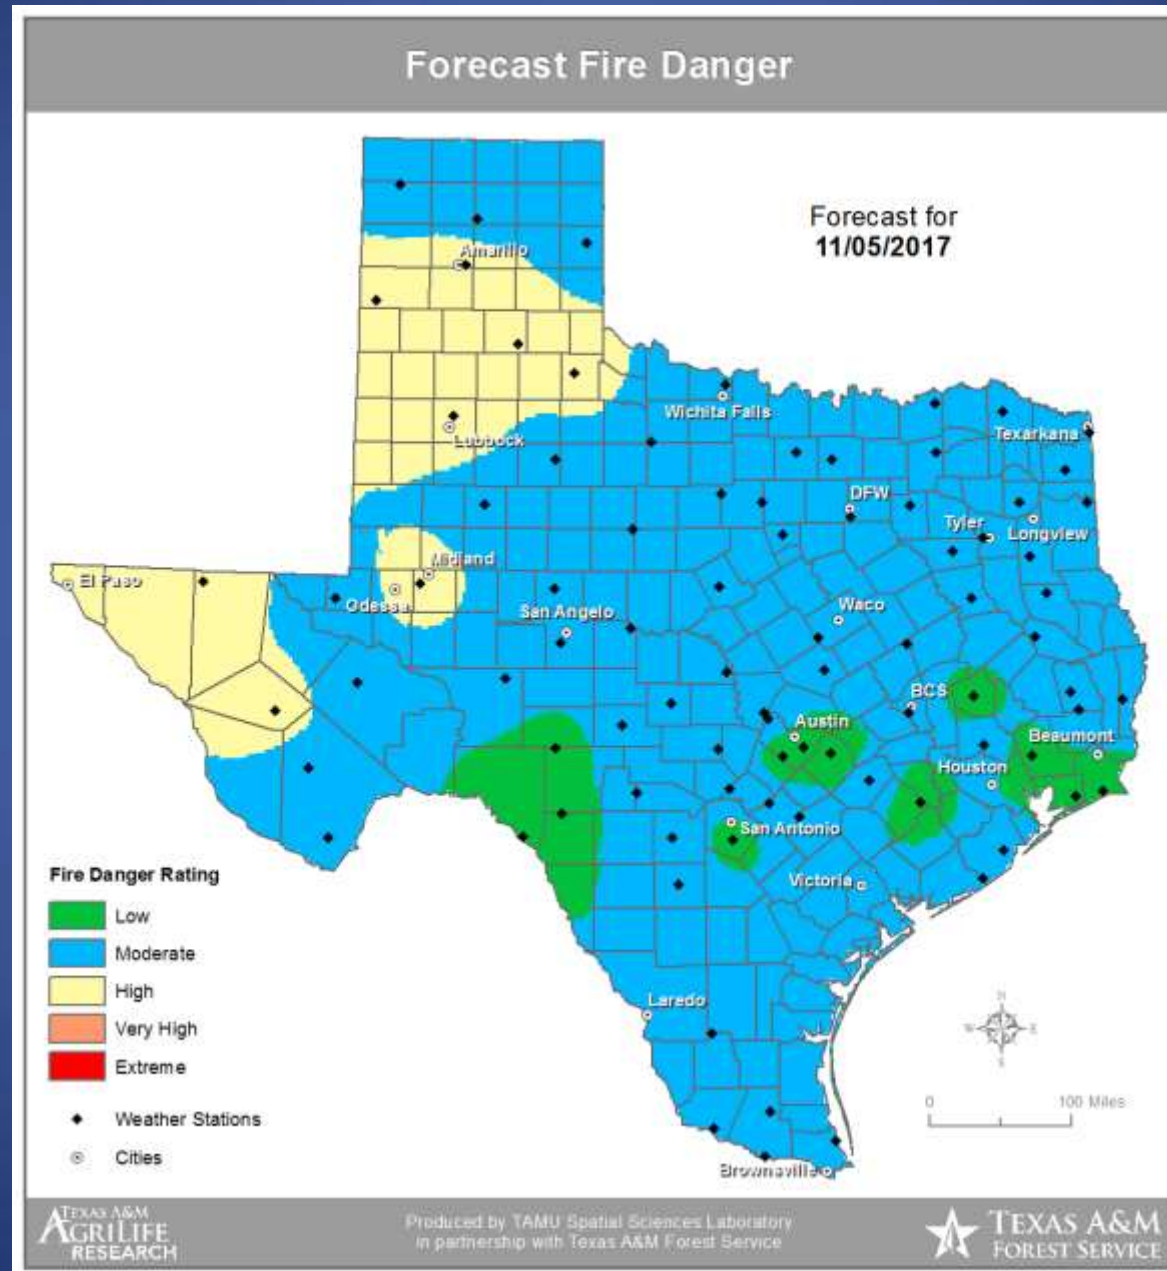 Forecast Fire Danger
Forecast for
11/05/2017
Amarillo
Wichita Falls
Lubbock
Texarkana
DFW
Tyler
Longview
Midland
El Paso
Odessa
San Angelo
Waco
BCS
Austin
Beaumont
Houston
San Antonio
Victoria
Laredo
Brownsville
Fire Danger Rating
Low
Moderate
High
Very High
Extreme
Weather Stations
Cities
N
W E
S
0 100 Miles
TEXAS A&M
AGRILIFE
RESEARCH
Produced by TAMU Spatial Sciences Laboratory
in partnership with Texas A&M Forest Service
TEXAS A&M
FOREST SERVICE